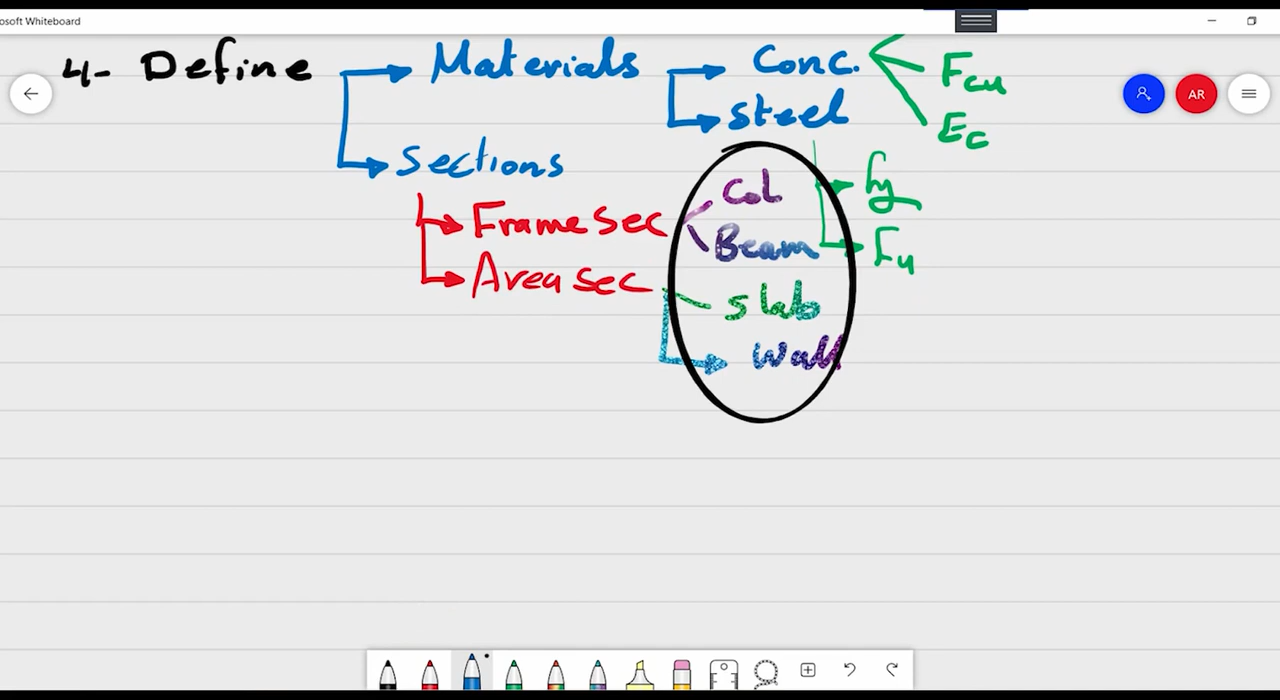 osoft Whiteboard
4- Define
Materials
Conc.
Fcu
Ec
Steel
fy
Fu
Sections
Frame Sec
Col
Beam
Area Sec
Slab
Wall
AR